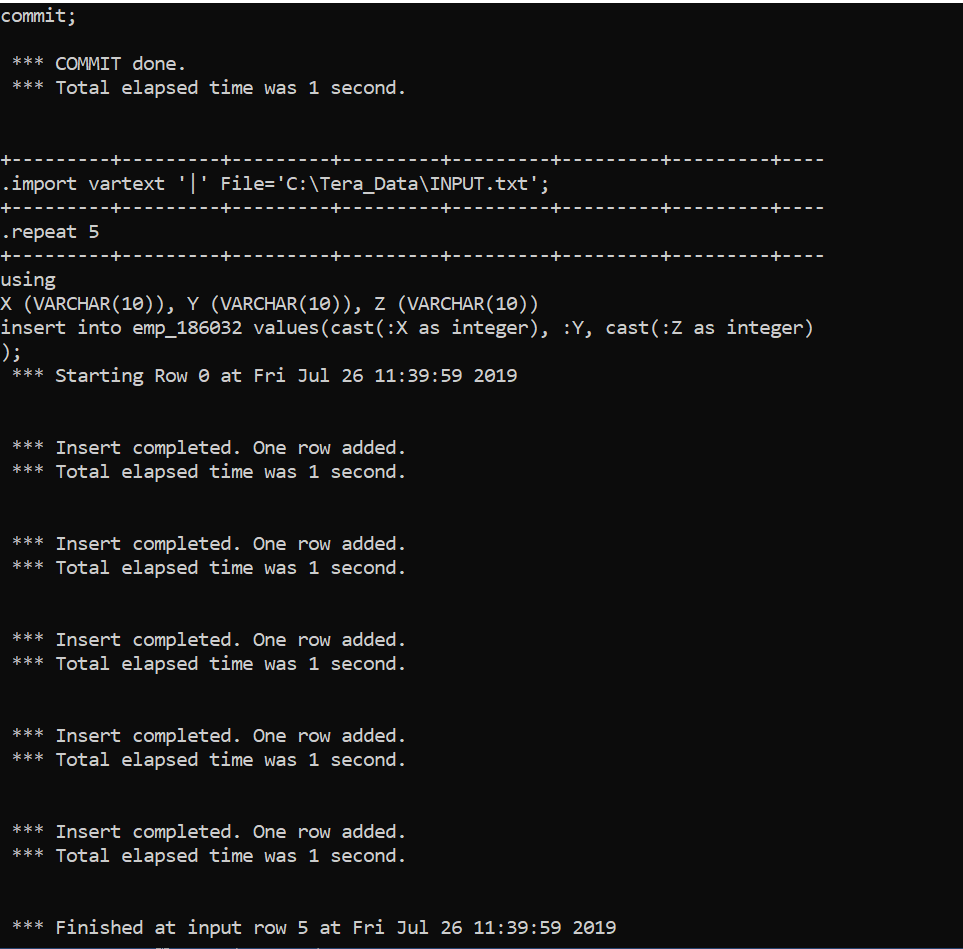 commit;
*** COMMIT done.
*** Total elapsed time was 1 second.
+---------+---------+---------+---------+---------+---------+---------+----
.import vartext '|' File='C:\Tera_Data\INPUT.txt';
+---------+---------+---------+---------+---------+---------+---------+----
.repeat 5
+---------+---------+---------+---------+---------+---------+---------+----
using
X (VARCHAR(10)), Y (VARCHAR(10)), Z (VARCHAR(10))
insert into emp_186032 values(cast(:X as integer), :Y, cast(:Z as integer)
);
*** Starting Row 0 at Fri Jul 26 11:39:59 2019
*** Insert completed. One row added.
*** Total elapsed time was 1 second.
*** Insert completed. One row added.
*** Total elapsed time was 1 second.
*** Insert completed. One row added.
*** Total elapsed time was 1 second.
*** Insert completed. One row added.
*** Total elapsed time was 1 second.
*** Insert completed. One row added.
*** Total elapsed time was 1 second.
*** Finished at input row 5 at Fri Jul 26 11:39:59 2019